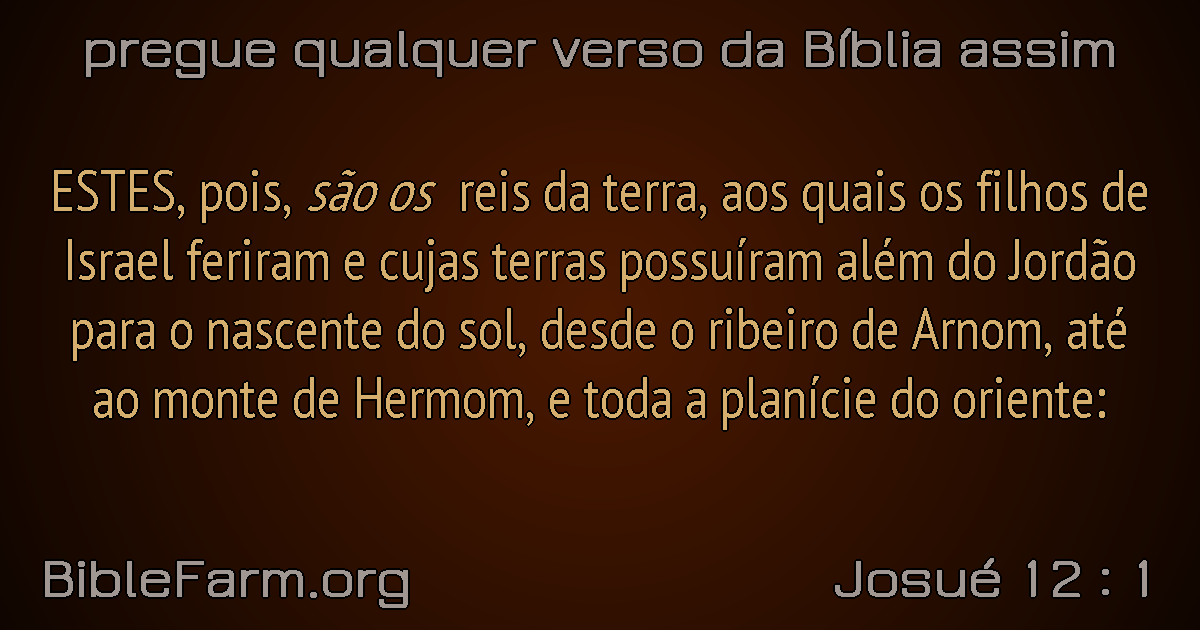 pregue qualquer verso da Bíblia assim
ESTES, pois, são os reis da terra, aos quais os filhos de
Israel feriram e cujas terras possuíram além do Jordão
para o nascente do sol, desde o ribeiro de Arnom, até
ao monte de Hermom, e toda a planície do oriente:
BibleFarm.org
Josué 12 : 1